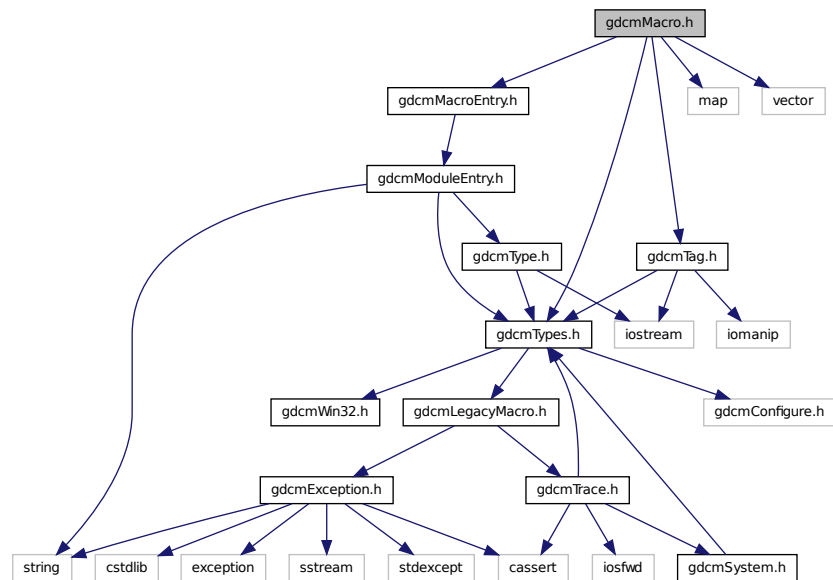 gdcmMacro.h
gdcmMacroEntry.h
map
vector
gdcmModuleEntry.h
gdcmType.h
gdcmTag.h
gdcmTypes.h
iostream
iomanip
gdcmWin32.h
gdcmLegacyMacro.h
gdcmConfigure.h
gdcmException.h
gdcmTrace.h
string
cstdlib
exception
sstream
stdexcept
cassert
iosfwd
gdcmSystem.h